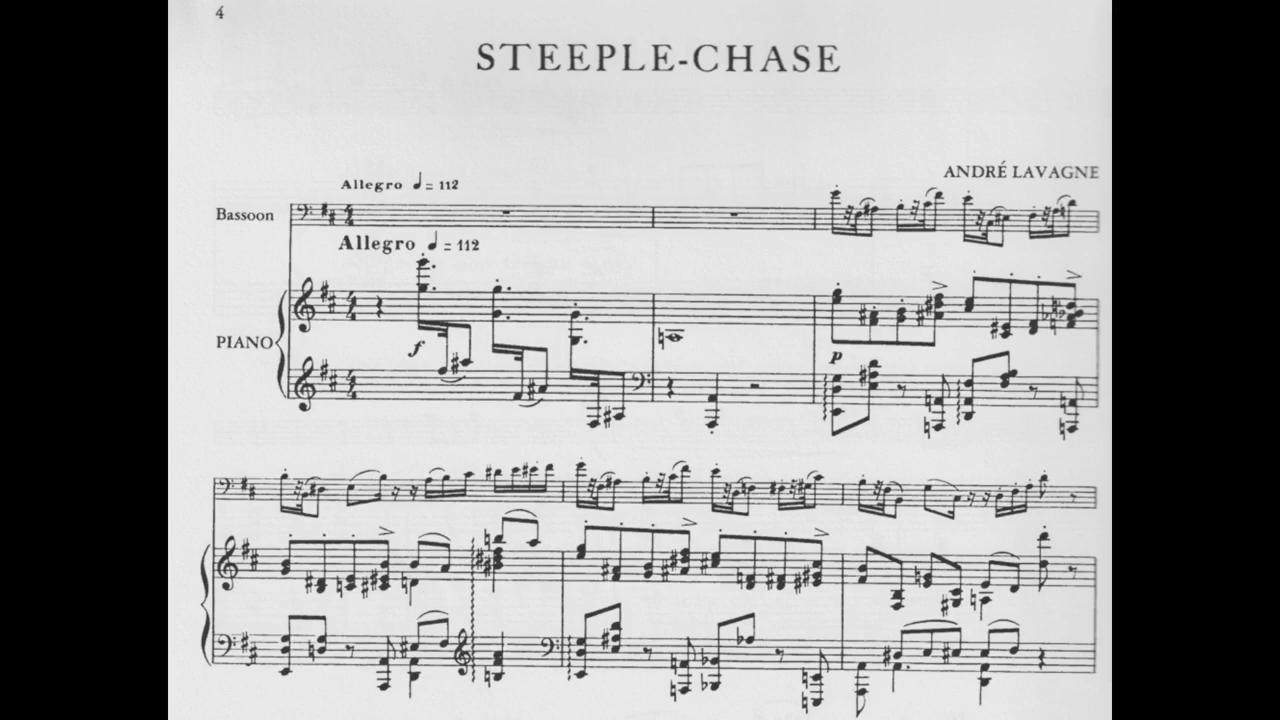 4
STEEPLE-CHASE
ANDRÉ LAVAGNE
Allegro ♩ = 112
Bassoon
Allegro ♩ = 112
PIANO
f
p